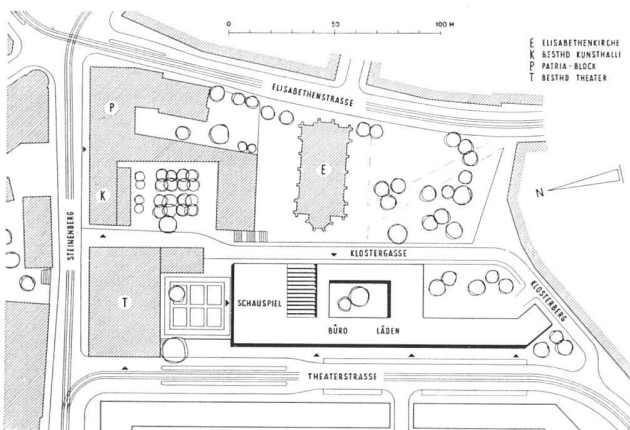 0 50 100 M
E ELISABETHENKIRCHE
K BESTHD KUNSTHALLE
P PATRIA-BLOCK
T BESTHD THEATER
ELISABETHENSTRASSE
P
E
N
K
STEINENBERG
KLOSTERGASSE
T
SCHAUSPIEL
BÜRO
LÄDEN
KLOSTERBERG
THEATERSTRASSE